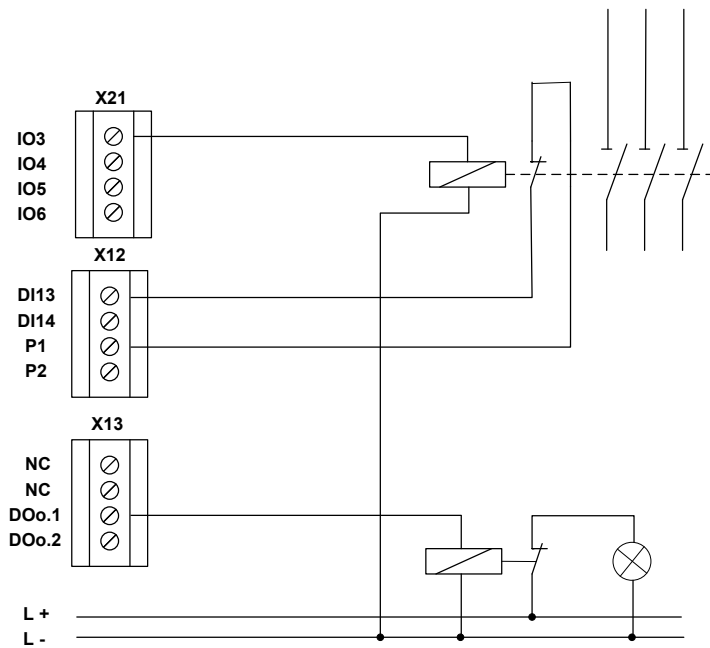 X21
IO3
IO4
IO5
IO6
X12
DI13
DI14
P1
P2
X13
NC
NC
DOo.1
DOo.2
L +
L -